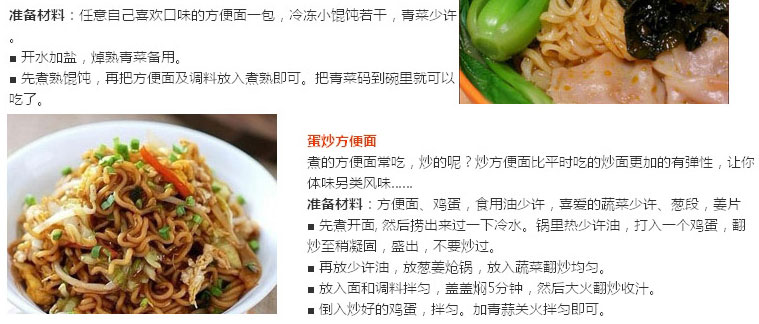 准备材料：任意自己喜欢口味的方便面一包，冷冻小馄饨若干，青菜少许
。
■ 开水加盐，焯熟青菜备用。
■ 先煮熟馄饨，再把方便面及调料放入煮熟即可。把青菜码到碗里就可以
吃了。
蛋炒方便面
煮的方便面常吃，炒的呢？炒方便面比平时吃的炒面更加的有弹性，让你
体味另类风味......
准备材料：方便面、鸡蛋，食用油少许，喜爱的蔬菜少许、葱段，姜片
■ 先煮开面, 然后捞出来过一下冷水。锅里热少许油，打入一个鸡蛋，翻
炒至稍凝固，盛出，不要炒过。
■ 再放少许油，放葱姜炝锅，放入蔬菜翻炒均匀。
■ 放入面和调料拌匀，盖盖焖5分钟，然后大火翻炒收汁。
■ 倒入炒好的鸡蛋，拌匀。加青蒜关火拌匀即可。